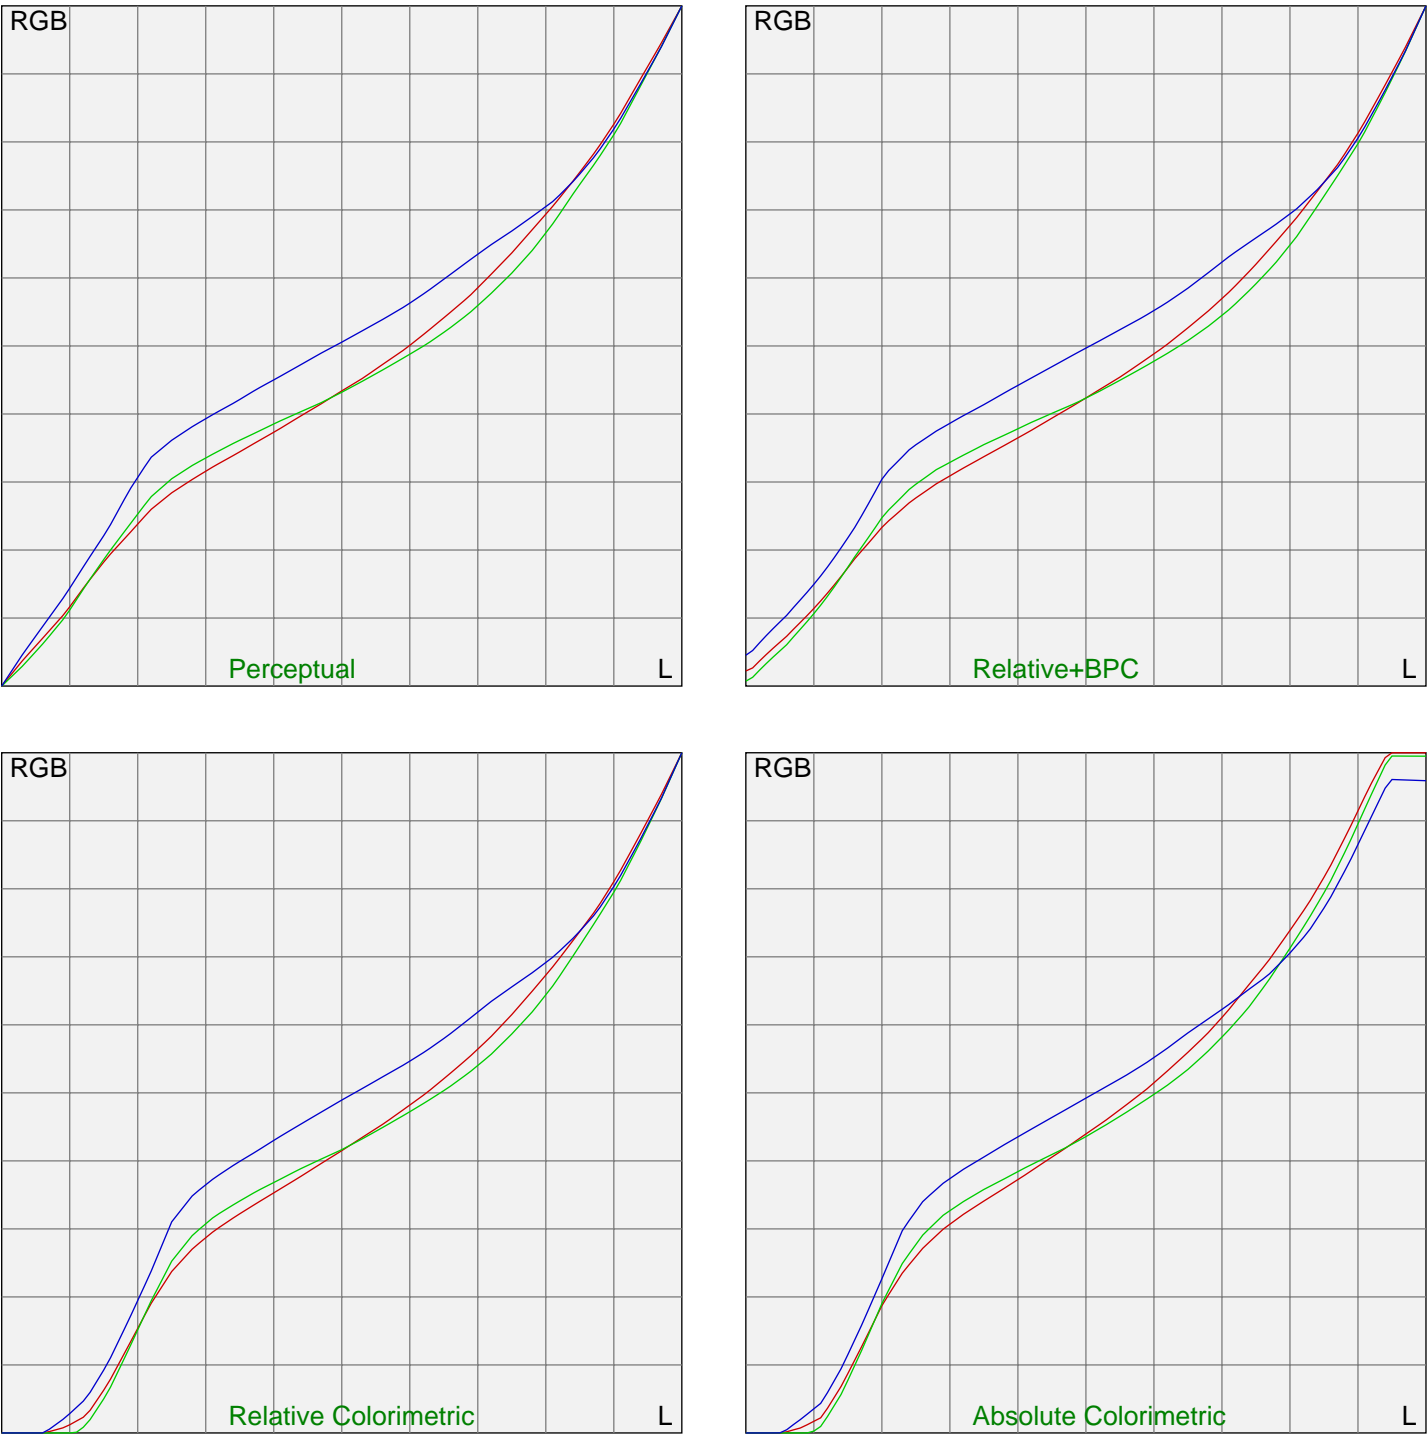 RGB
Perceptual
L
RGB
Relative+BPC
L
RGB
Relative Colorimetric
L
RGB
Absolute Colorimetric
L